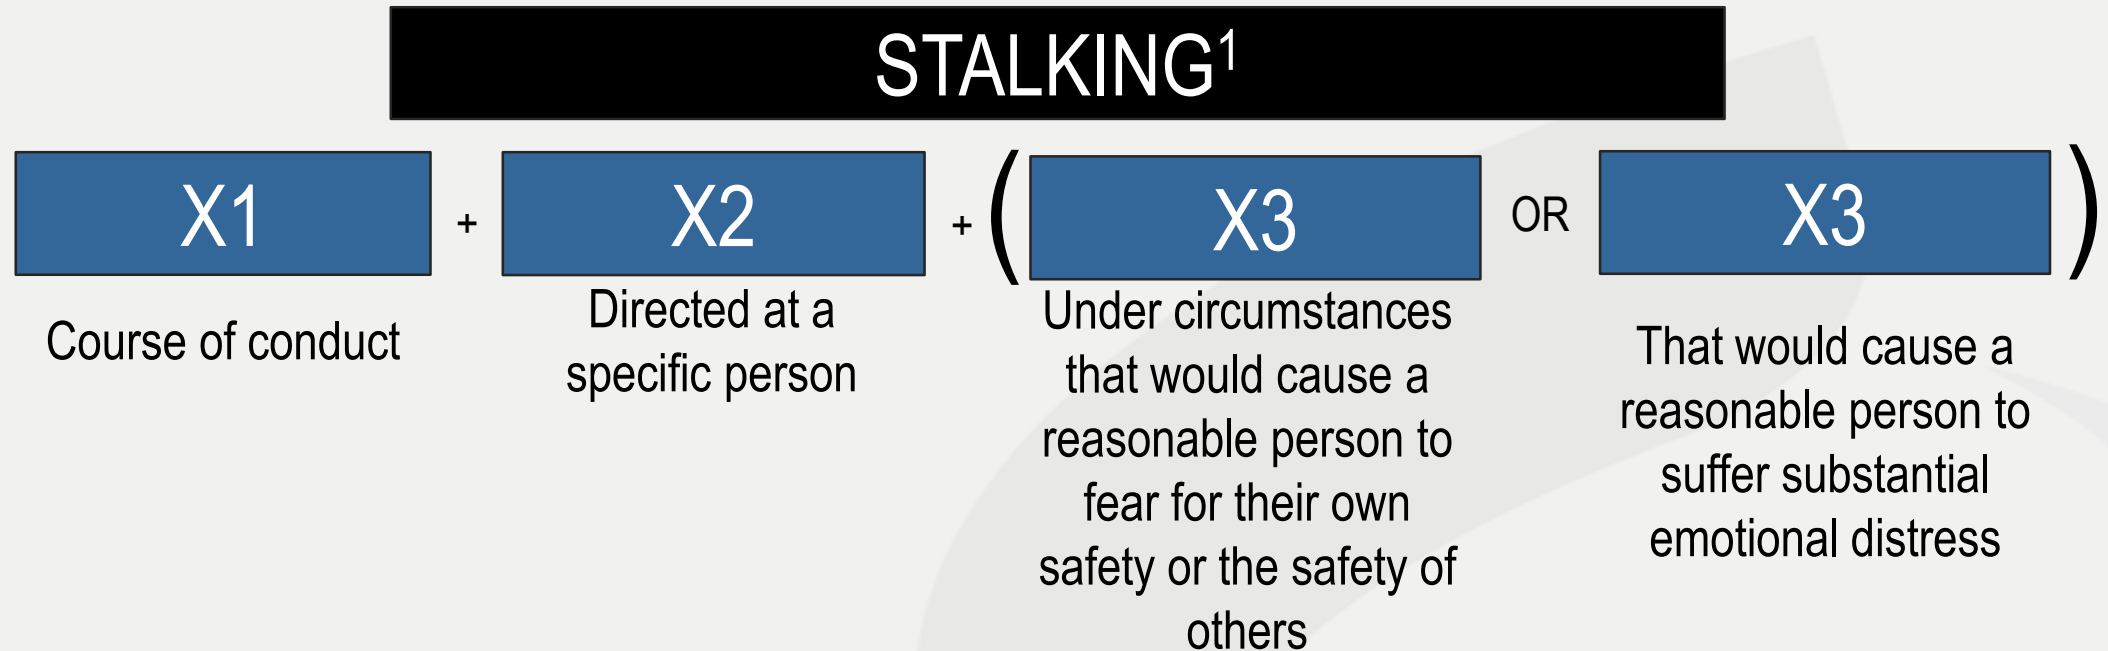 STALKING¹
X1
+
X2
+
(
X3
OR
X3
)
Course of conduct
Directed at a
specific person
Under circumstances
that would cause a
reasonable person to
fear for their own
safety or the safety of
others
That would cause a
reasonable person to
suffer substantial
emotional distress